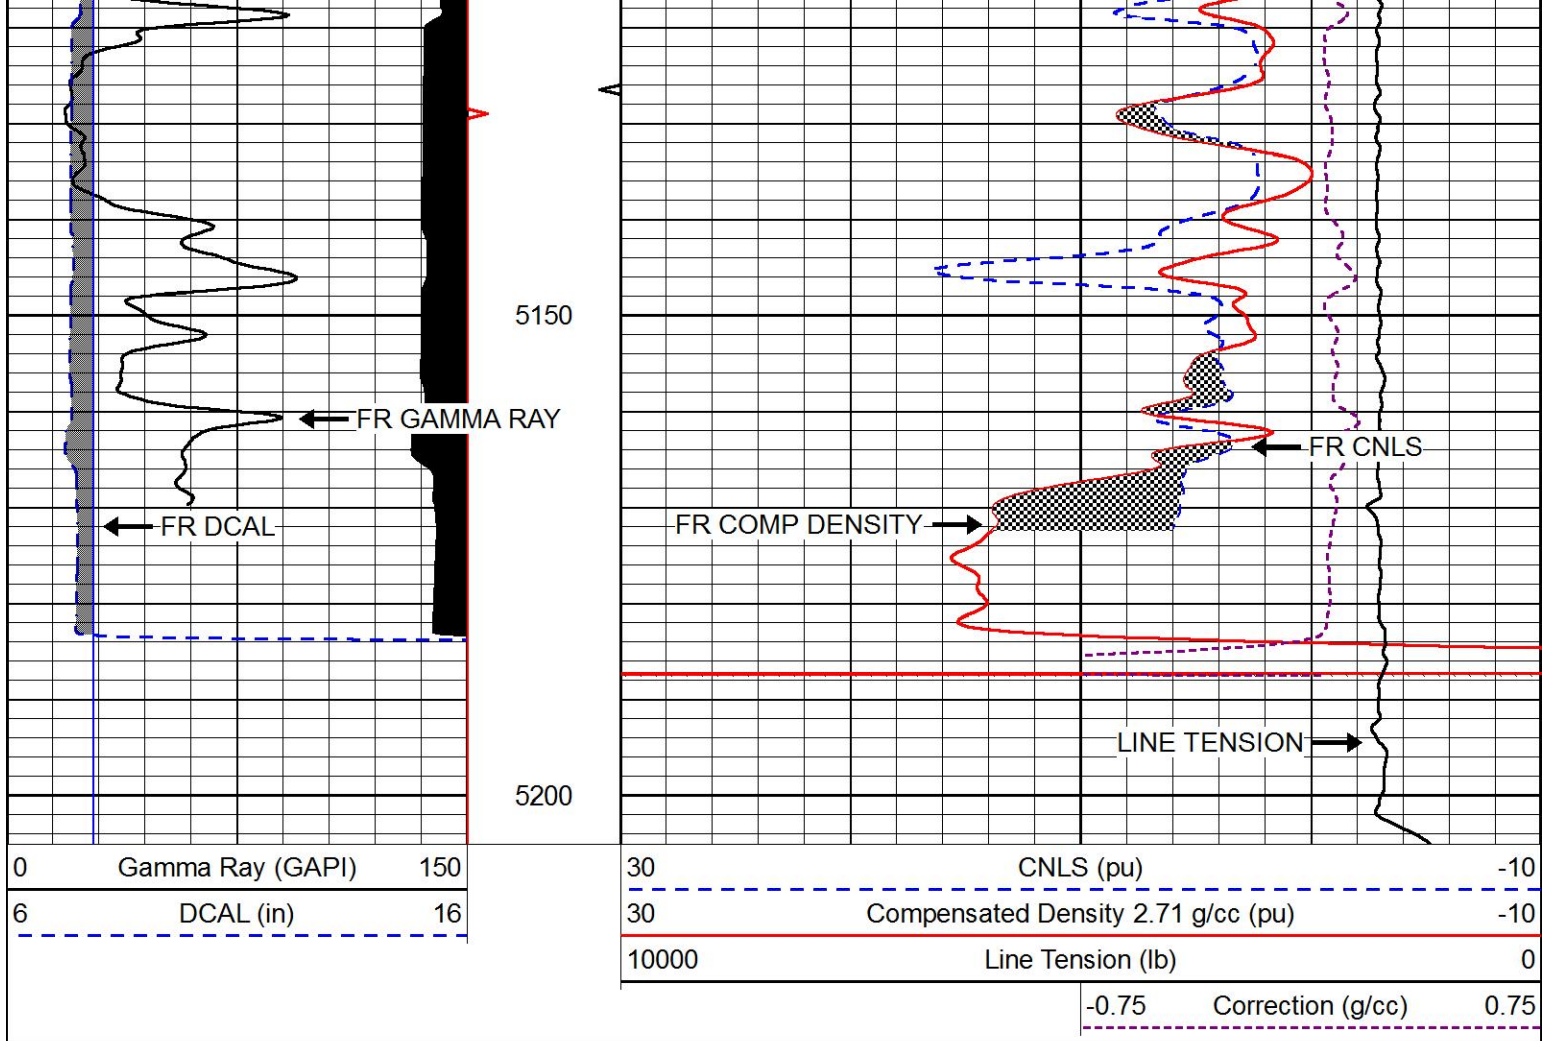 5150
FR GAMMA RAY
FR CNLS
FR DCAL
FR COMP DENSITY
LINE TENSION
5200
0 Gamma Ray (GAPI) 150
6 DCAL (in) 16
30 CNLS (pu) -10
30 Compensated Density 2.71 g/cc (pu) -10
10000 Line Tension (lb) 0
-0.75 Correction (g/cc) 0.75